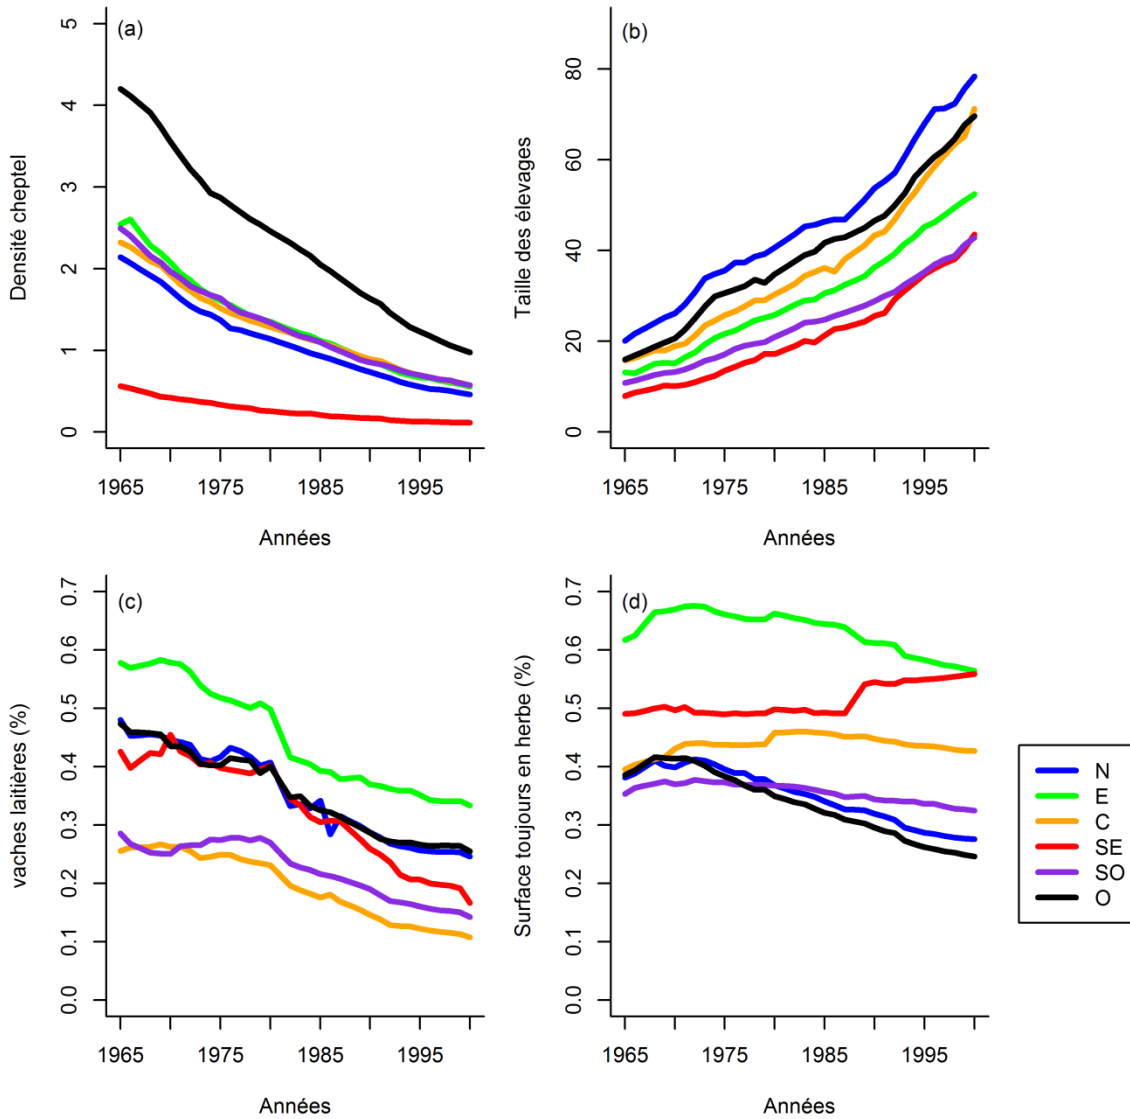 (a)
Densité cheptel
5
4
3
2
1
0
1965 1975 1985 1995
Années
(b)
Taille des élevages
80
60
40
20
0
1965 1975 1985 1995
Années
(c)
vaches laitières (%)
0.7
0.6
0.5
0.4
0.3
0.2
0.1
0.0
1965 1975 1985 1995
Années
(d)
Surface toujours en herbe (%)
0.7
0.6
0.5
0.4
0.3
0.2
0.1
0.0
1965 1975 1985 1995
Années
N
E
C
SE
SO
O